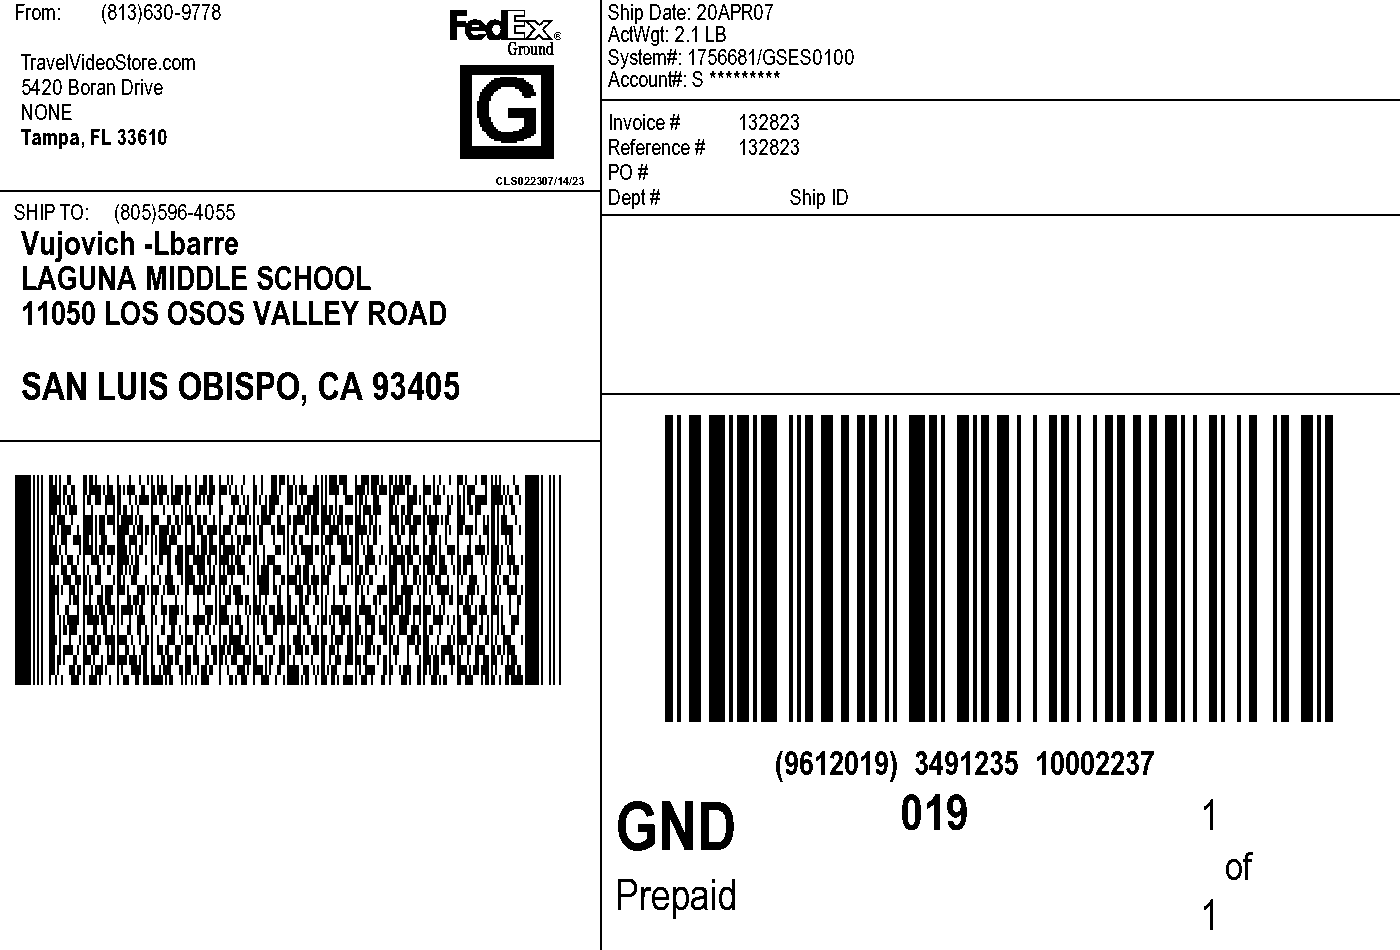 From: (813)630-9778
TravelVideoStore.com
5420 Boran Drive
NONE
Tampa, FL 33610
FedEx®
Ground
G
CLS022307/14/23
Ship Date: 20APR07
ActWgt: 2.1 LB
System#: 1756681/GSES0100
Account#: S *********
Invoice # 132823
Reference # 132823
PO #
Dept # Ship ID
SHIP TO: (805)596-4055
Vujovich -Lbarre
LAGUNA MIDDLE SCHOOL
11050 LOS OSOS VALLEY ROAD
SAN LUIS OBISPO, CA 93405
(9612019) 3491235 10002237
GND 019 1
of
Prepaid 1